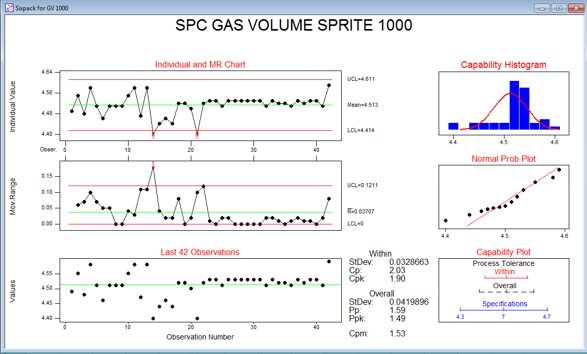 Sixpack for GV 1000
SPC GAS VOLUME SPRITE 1000
Individual and MR Chart
Individual Value
4.64
4.56
4.48
4.40
UCL=4.611
Mean=4.513
LCL=4.414
Obser.
0 10 20 30 40
Mov.Range
0.15
0.10
0.05
0.00
UCL=0.1211
R=0.03707
LCL=0
Last 42 Observations
Values
4.55
4.50
4.45
4.40
0 10 20 30 40
Observation Number
Capability Histogram
4.4 4.5 4.6
Normal Prob Plot
4.4 4.5 4.6
Within
StDev: 0.0328663
Cp: 2.03
Cpk: 1.90
Overall
StDev: 0.0419896
Pp: 1.59
Ppk: 1.49
Cpm: 1.53
Capability Plot
Process Tolerance
Within
Overall
Specifications
4.3 T 4.7